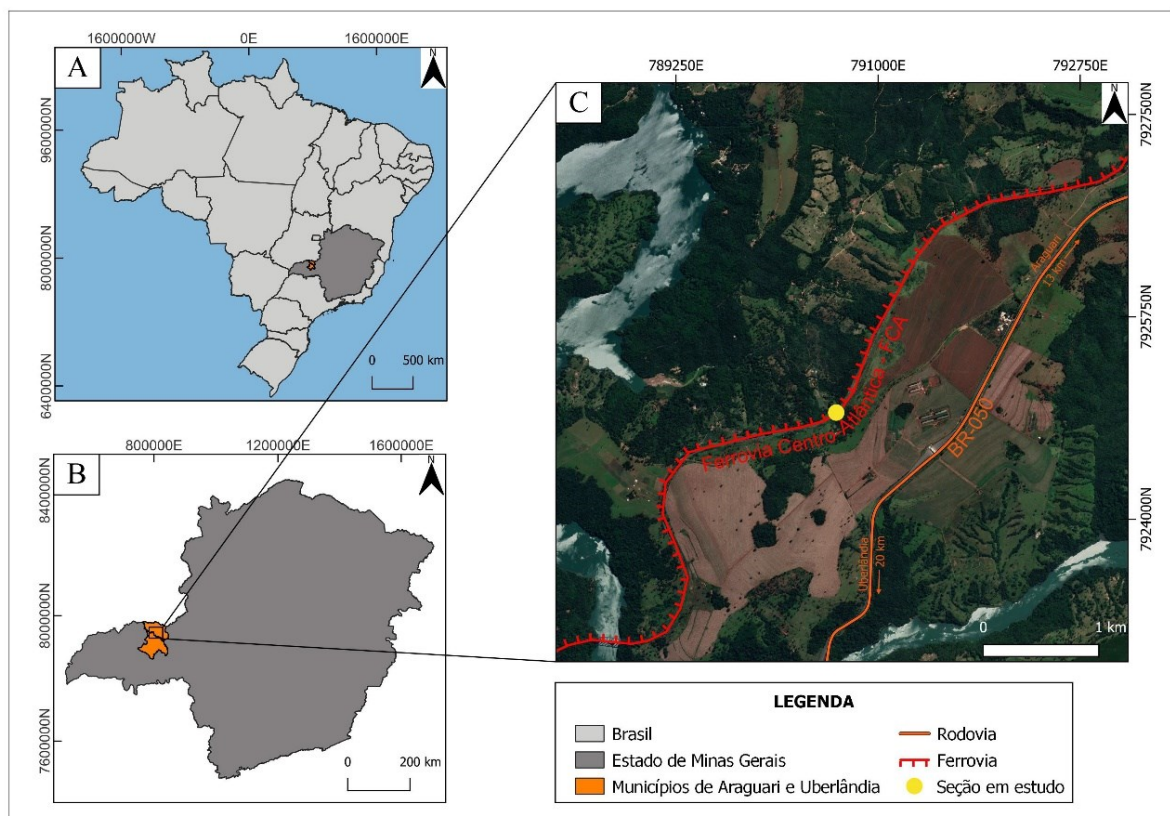 1600000W 0E 1600000E
A
N
9600000N
8000000N
6400000N
0 500 km
B
800000E 1200000E 1600000E
N
8400000N
8000000N
7600000N
0 200 km
789250E 791000E 792750E
C
N
7927500N
7925750N
7924000N
Araguari
13 km
Ferrovia Centro-Atlântica - FCA
BR-050
Uberlândia
20 km
0 1 km
LEGENDA
Brasil
Estado de Minas Gerais
Municípios de Araguari e Uberlândia
Rodovia
Ferrovia
Seção em estudo